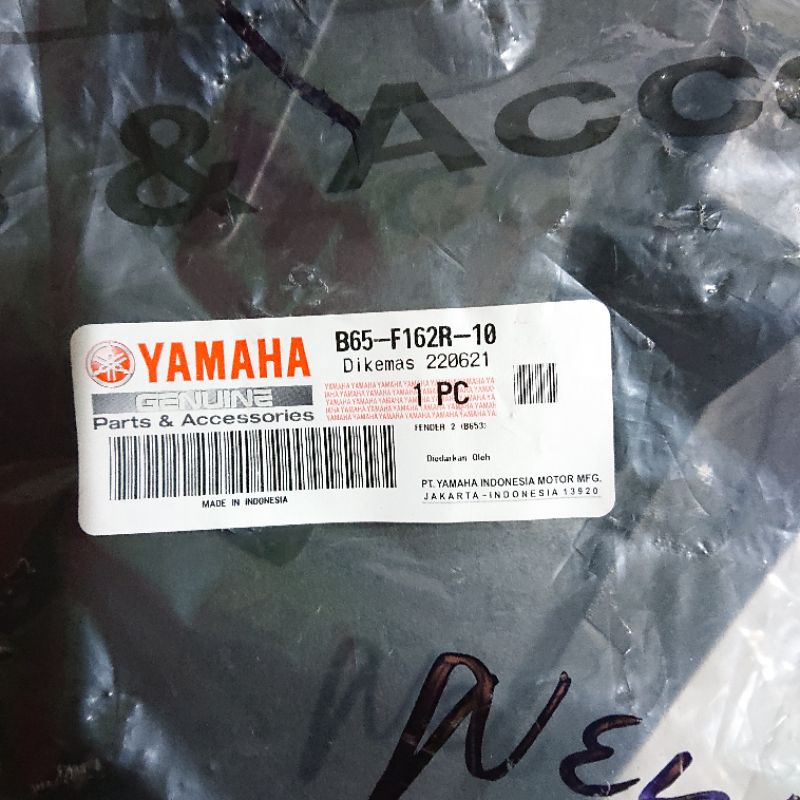 & ACC
YAMAHA
GENUINE
Parts & Accessories
MADE IN INDONESIA
B65-F162R-10
Dikemas 220621
1 PC
FENDER 2 (B653)
Diedarkan Oleh
PT. YAMAHA INDONESIA MOTOR MFG.
JAKARTA-INDONESIA 13920